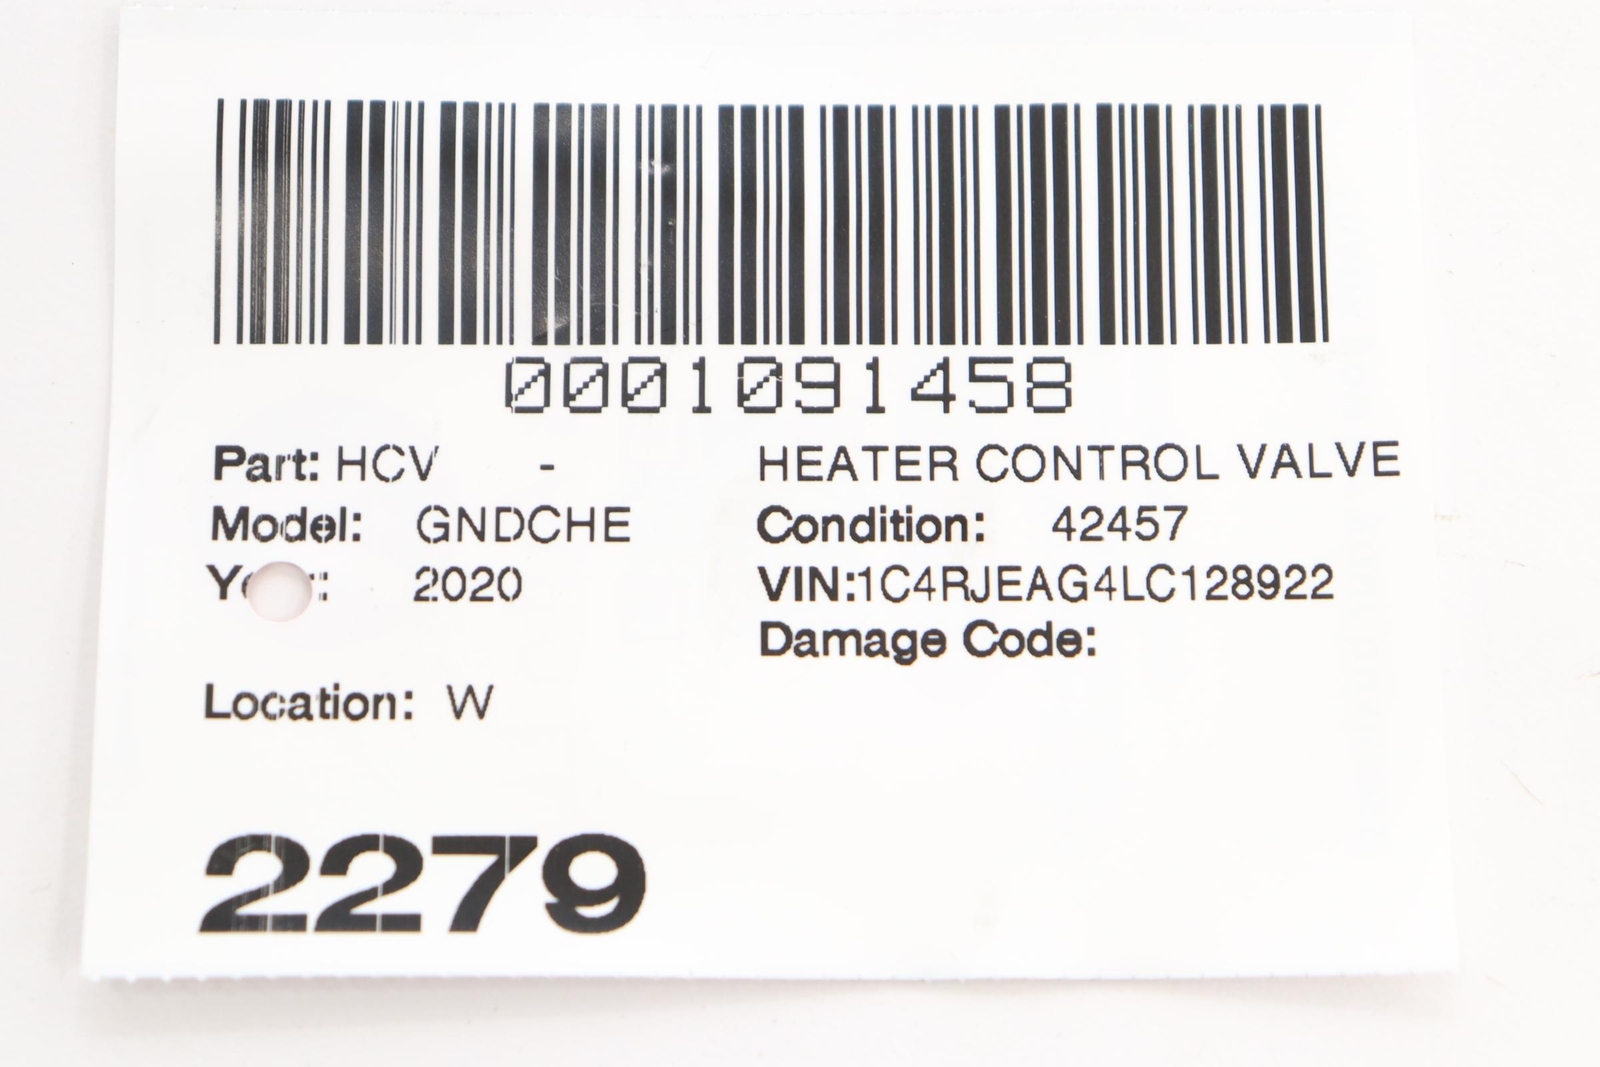 0001091458
Part: HCV - HEATER CONTROL VALVE
Model: GNDCHE Condition: 42457
2020 VIN:1C4RJEAG4LC128922
Damage Code:
Location: W
2279